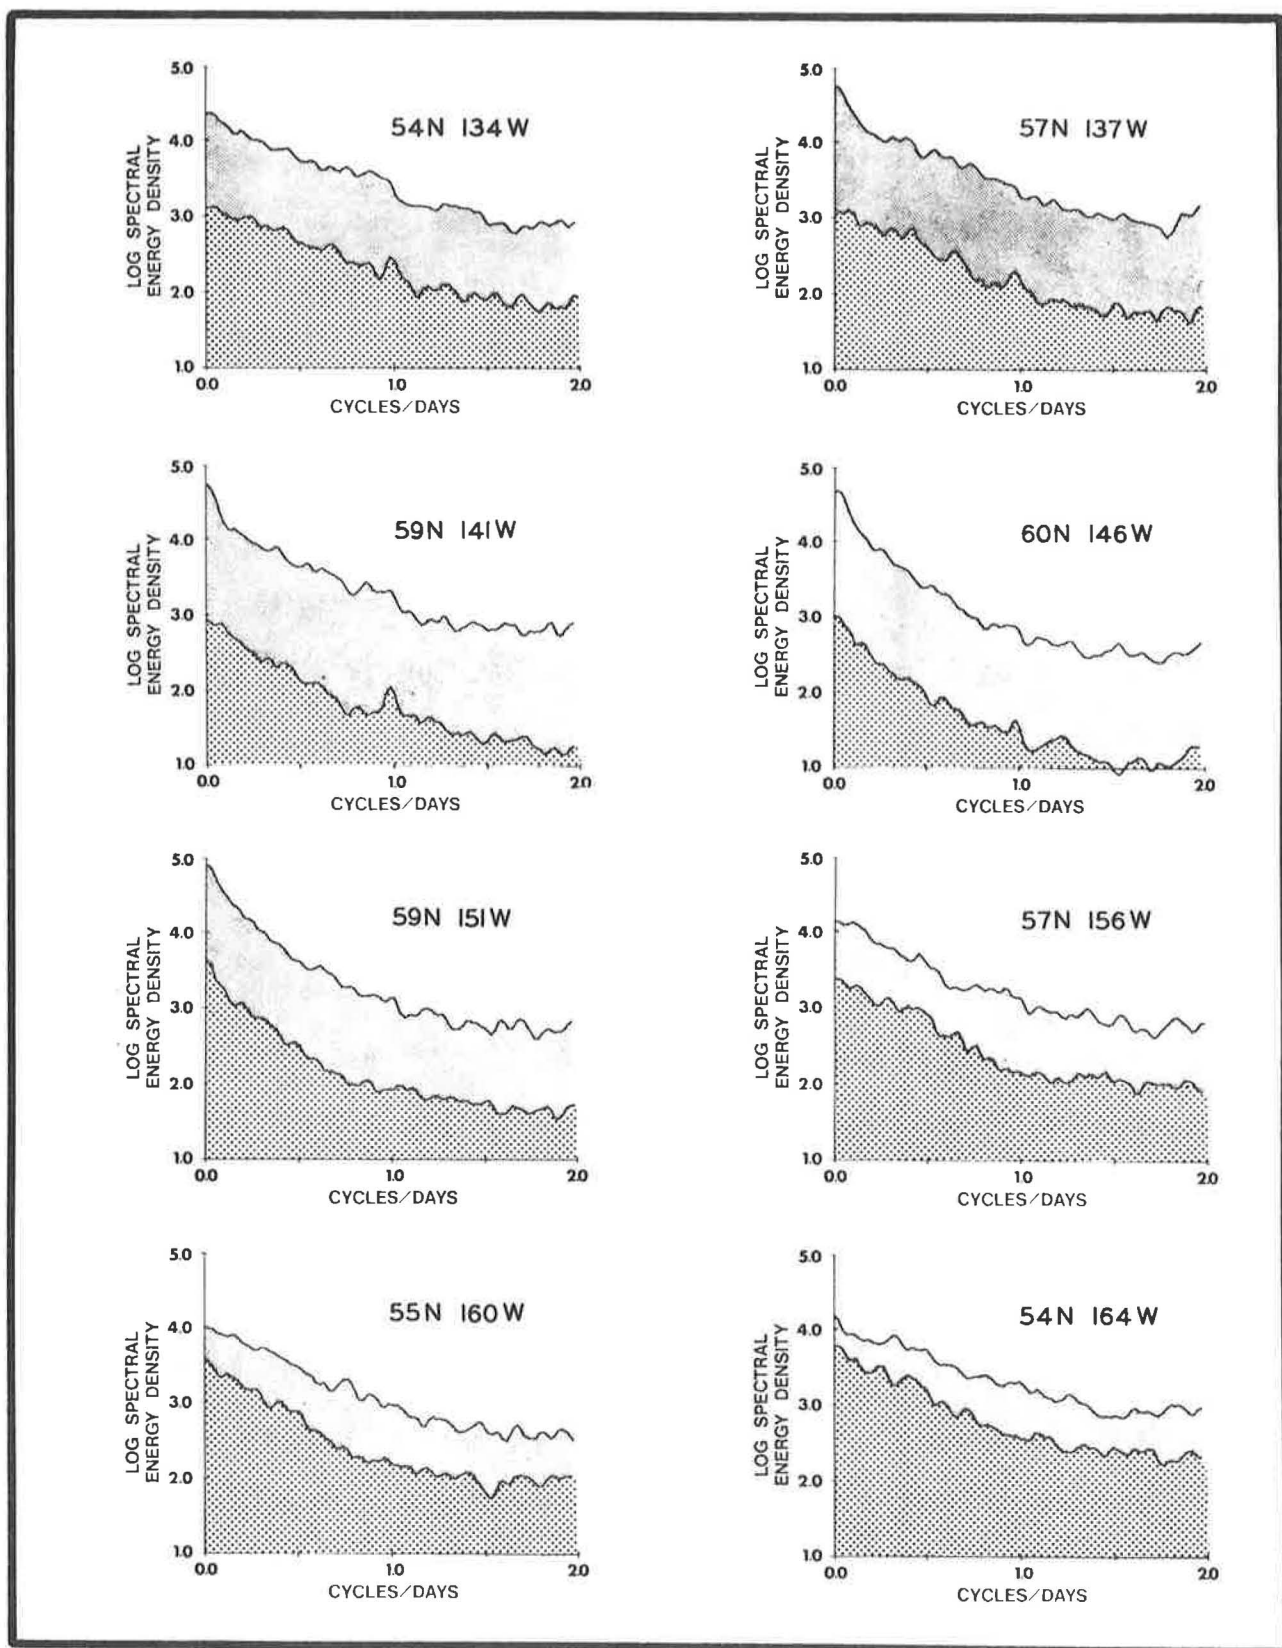 54N 134W
LOG SPECTRAL
ENERGY DENSITY
5.0
4.0
3.0
2.0
1.0
0.0 1.0 2.0
CYCLES/DAYS
57N 137W
LOG SPECTRAL
ENERGY DENSITY
5.0
4.0
3.0
2.0
1.0
0.0 1.0 2.0
CYCLES/DAYS
59N 141W
LOG SPECTRAL
ENERGY DENSITY
5.0
4.0
3.0
2.0
1.0
0.0 1.0 2.0
CYCLES/DAYS
60N 146W
LOG SPECTRAL
ENERGY DENSITY
5.0
4.0
3.0
2.0
1.0
0.0 1.0 2.0
CYCLES/DAYS
59N 151W
LOG SPECTRAL
ENERGY DENSITY
5.0
4.0
3.0
2.0
1.0
0.0 1.0 2.0
CYCLES/DAYS
57N 156W
LOG SPECTRAL
ENERGY DENSITY
5.0
4.0
3.0
2.0
1.0
0.0 1.0 2.0
CYCLES/DAYS
55N 160W
LOG SPECTRAL
ENERGY DENSITY
5.0
4.0
3.0
2.0
1.0
0.0 1.0 2.0
CYCLES/DAYS
54N 164W
LOG SPECTRAL
ENERGY DENSITY
5.0
4.0
3.0
2.0
1.0
0.0 1.0 2.0
CYCLES/DAYS